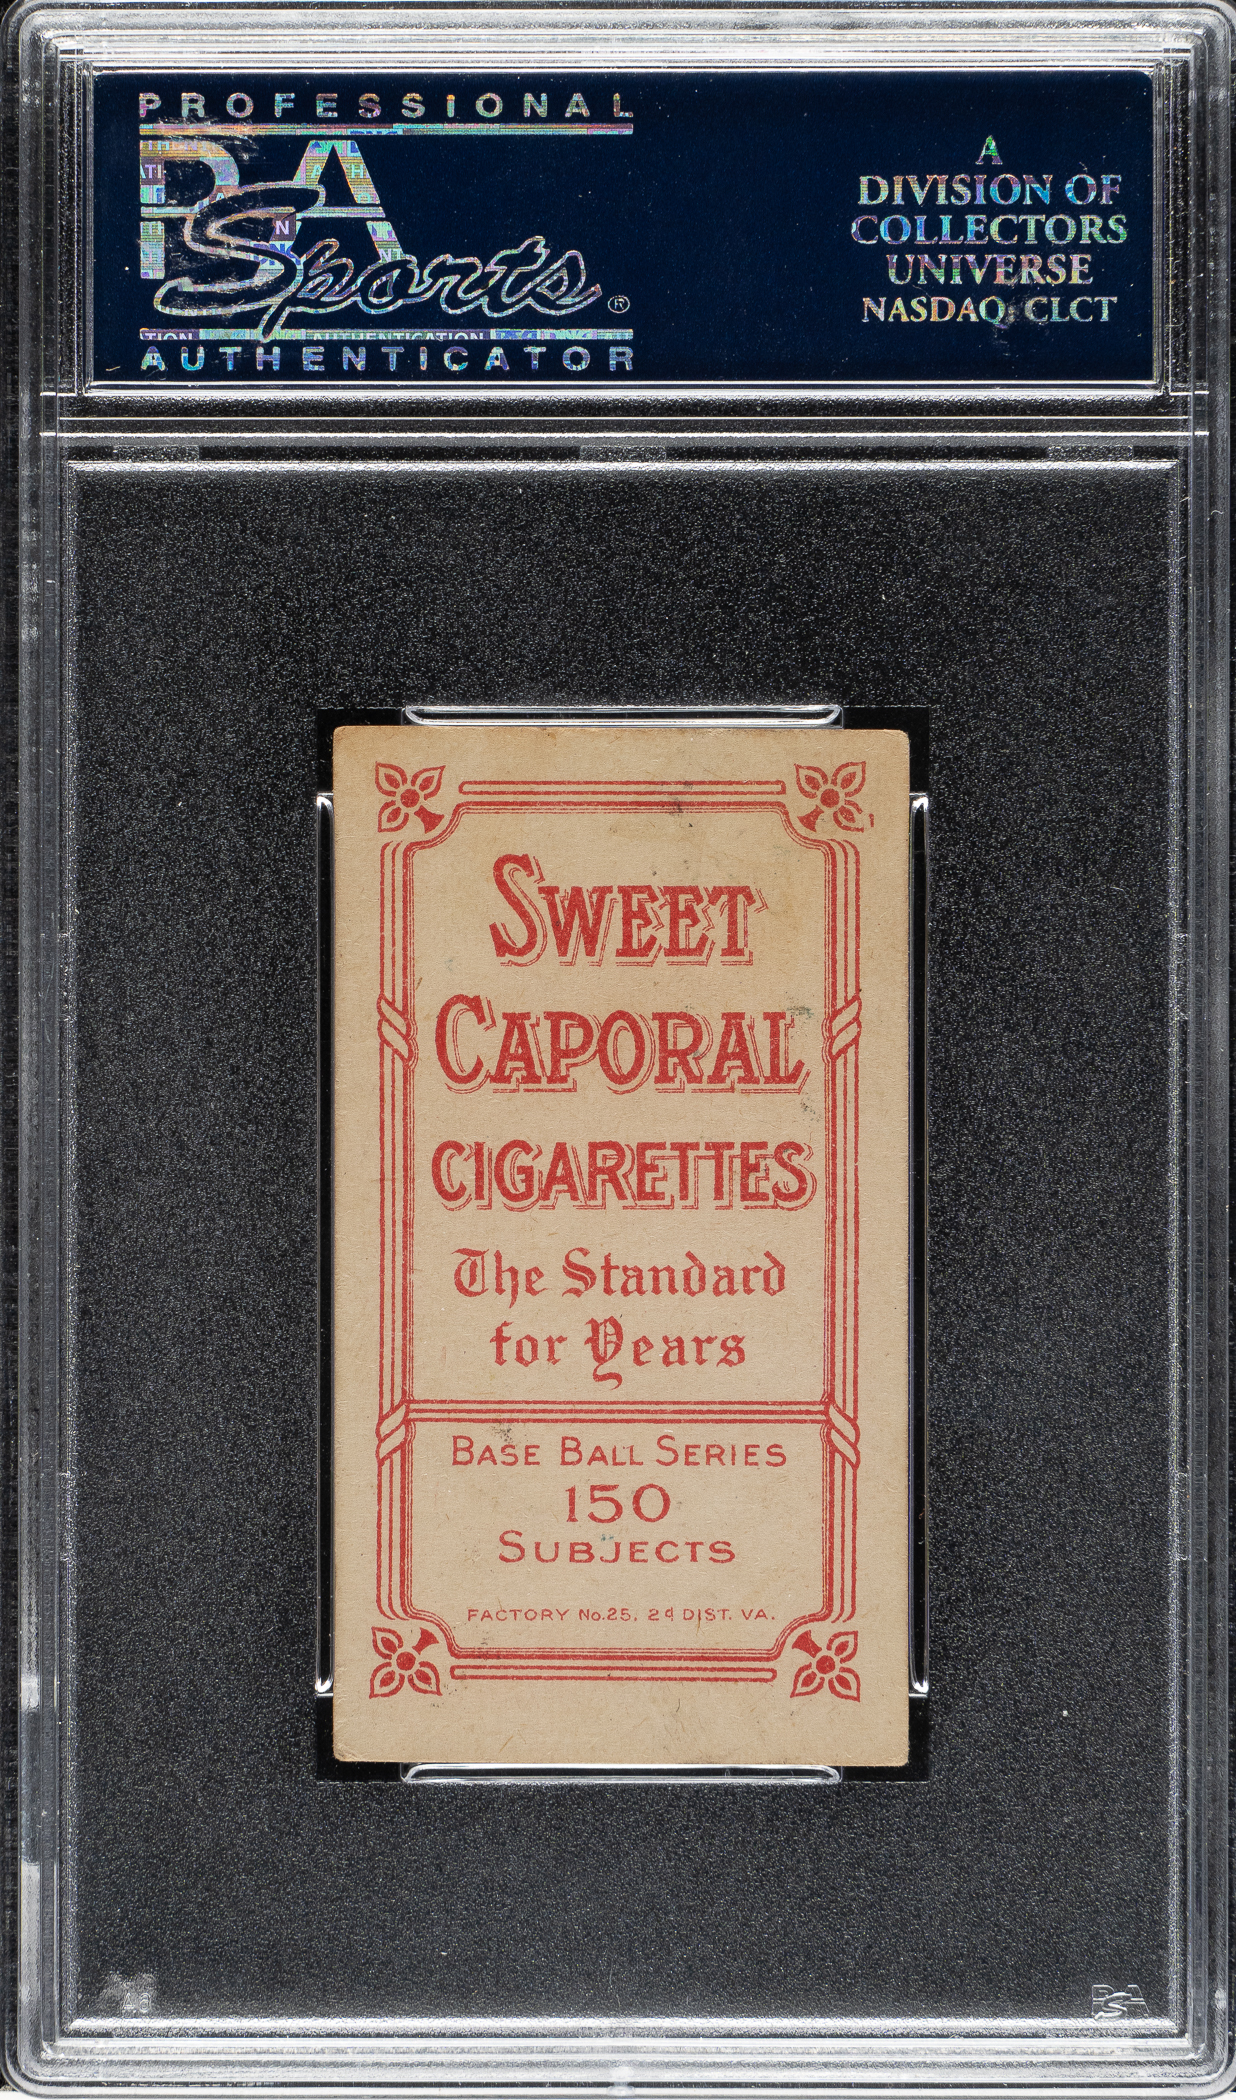 PROFESSIONAL
PSA
Sports®
AUTHENTICATOR
A
DIVISION OF
COLLECTORS
UNIVERSE
NASDAQ: CLCT
SWEET
CAPORAL
CIGARETTES
The Standard
for Years
BASE BALL SERIES
150
SUBJECTS
FACTORY No. 25, 2d DIST. VA.
PSA